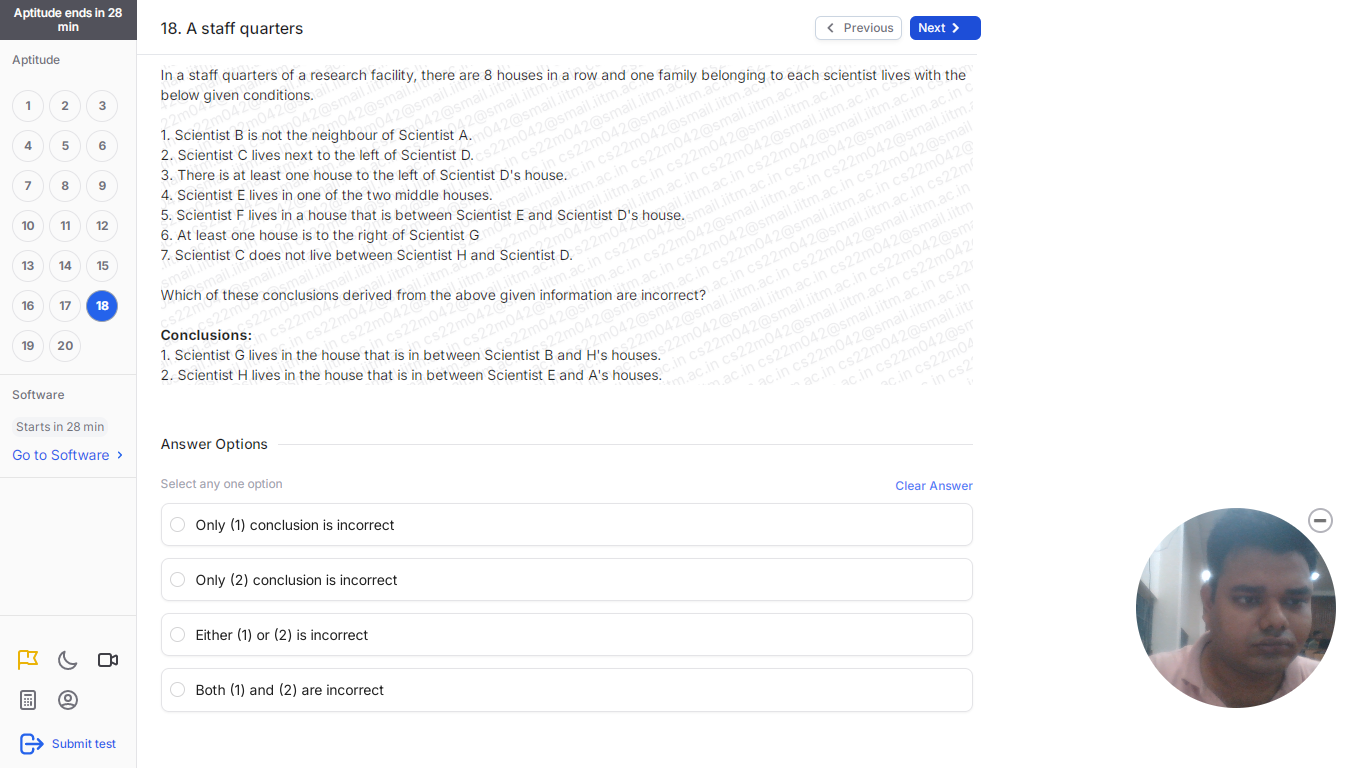 Aptitude ends in 28
min
18. A staff quarters
Previous
Next
Aptitude
1 2 3
4 5 6
7 8 9
10 11 12
13 14 15
16 17 18
19 20
Software
Starts in 28 min
Go to Software
Submit test
In a staff quarters of a research facility, there are 8 houses in a row and one family belonging to each scientist lives with the
below given conditions.
1. Scientist B is not the neighbour of Scientist A.
2. Scientist C lives next to the left of Scientist D.
3. There is at least one house to the left of Scientist D's house.
4. Scientist E lives in one of the two middle houses.
5. Scientist F lives in a house that is between Scientist E and Scientist D's house.
6. At least one house is to the right of Scientist G
7. Scientist C does not live between Scientist H and Scientist D.
Which of these conclusions derived from the above given information are incorrect?
Conclusions:
1. Scientist G lives in the house that is in between Scientist B and H's houses.
2. Scientist H lives in the house that is in between Scientist E and A's houses.
cs22m042@smail.iitm.ac.in
Answer Options
Select any one option
Clear Answer
Only (1) conclusion is incorrect
Only (2) conclusion is incorrect
Either (1) or (2) is incorrect
Both (1) and (2) are incorrect